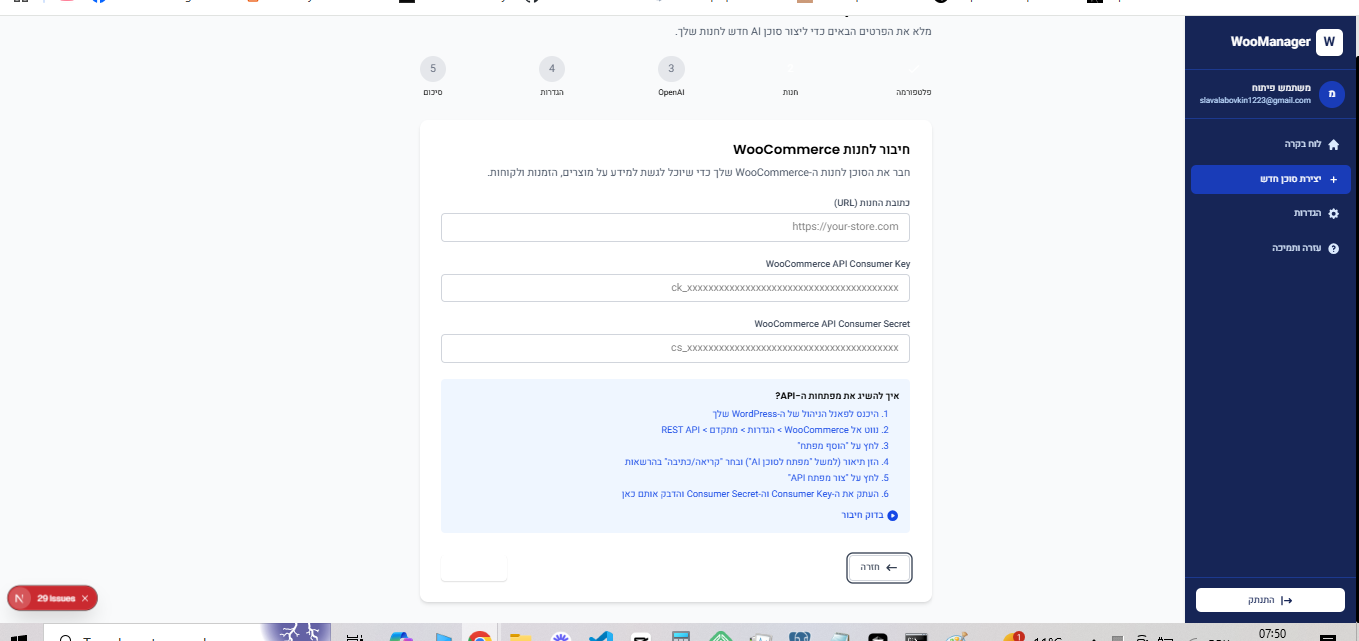 WooManager
W
משתמש פיתוח
slavalabovkin1223@gmail.com
מ
לוח בקרה
יצירת סוכן חדש +
הגדרות
עזרה ותמיכה
התנתק
מלא את הפרטים הבאים כדי ליצור סוכן AI חדש לחנות שלך.
פלטפורמה
חנות
3
OpenAI
4
הגדרות
5
סיכום
חיבור לחנות WooCommerce
חבר את הסוכן לחנות ה-WooCommerce שלך כדי שיוכל לגשת למידע על מוצרים, הזמנות ולקוחות.
כתובת החנות (URL)
https://your-store.com
WooCommerce API Consumer Key
ck_xxxxxxxxxxxxxxxxxxxxxxxxxxxxxxxxxxxxxxxx
WooCommerce API Consumer Secret
cs_xxxxxxxxxxxxxxxxxxxxxxxxxxxxxxxxxxxxxxxx
איך להשיג את מפתחות ה-API?
1. היכנס לפאנל הניהול של ה-WordPress שלך
2. נווט אל WooCommerce > הגדרות > מתקדם > REST API
3. לחץ על "הוסף מפתח"
4. הזן תיאור (למשל "מפתח לסוכן AI") ובחר "קריאה/כתיבה" בהרשאות
5. לחץ על "צור מפתח API"
6. העתק את ה-Consumer Key וה-Consumer Secret והדבק אותם כאן
בדוק חיבור
חזרה
N 29 Issues ×
07:50